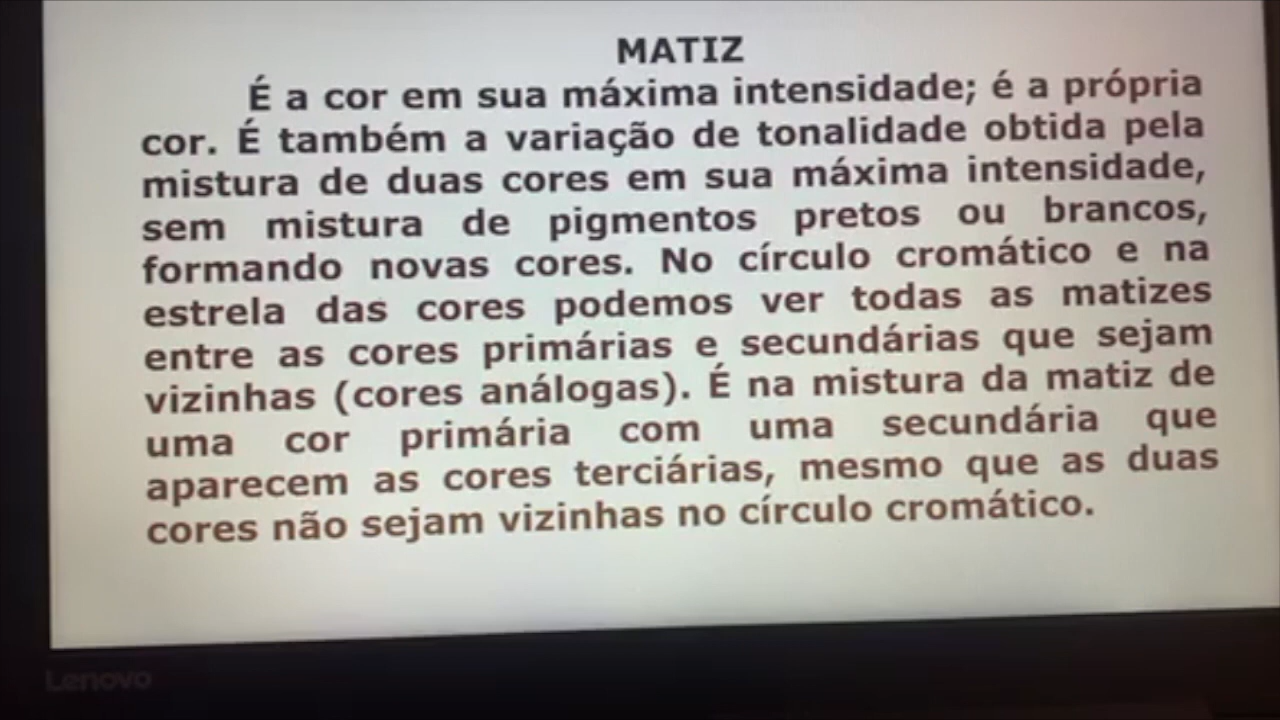 MATIZ
É a cor em sua máxima intensidade; é a própria
cor. É também a variação de tonalidade obtida pela
mistura de duas cores em sua máxima intensidade,
sem mistura de pigmentos pretos ou brancos,
formando novas cores. No círculo cromático e na
estrela das cores podemos ver todas as matizes
entre as cores primárias e secundárias que sejam
vizinhas (cores análogas). É na mistura da matiz de
uma cor primária com uma secundária que
aparecem as cores terciárias, mesmo que as duas
cores não sejam vizinhas no círculo cromático.
Lenovo